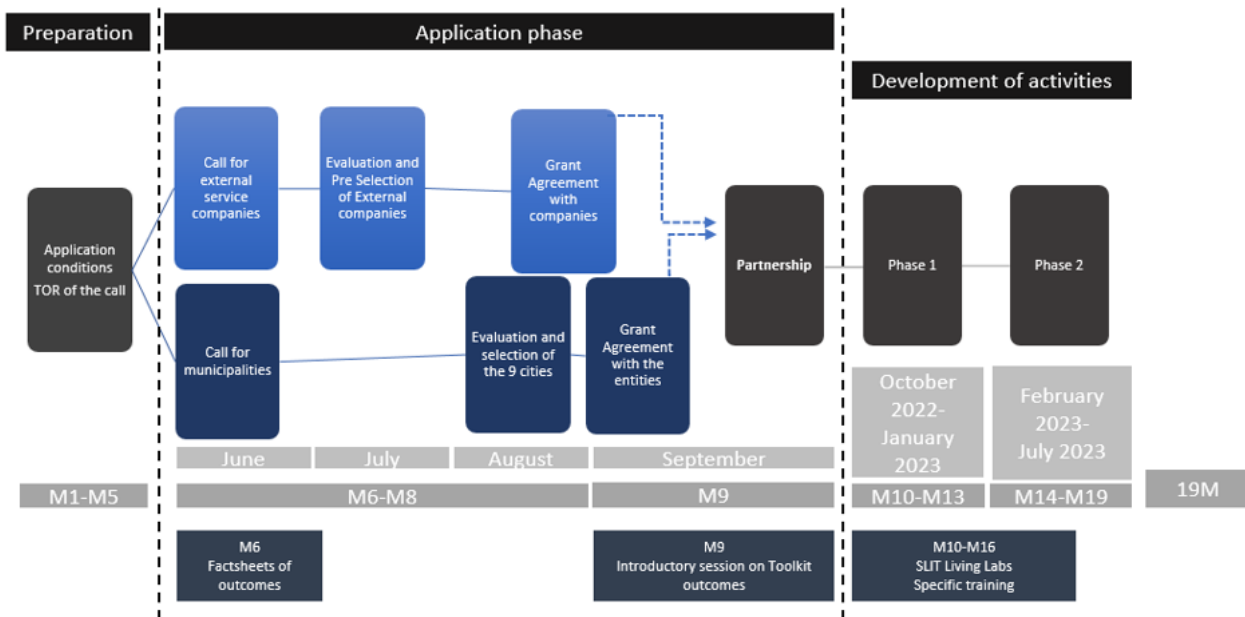 Preparation
Application phase
Development of activities
Call for
external
service
companies
Evaluation and
Pre Selection
of External
companies
Grant
Agreement
with
companies
Application
conditions
TOR of the call
Partnership
Phase 1
Phase 2
Call for
municipalities
Evaluation and
selection of
the 9 cities
Grant
Agreement
with the
entities
October
2022-
January
2023
February
2023-
July 2023
June
July
August
September
M1-M5
M6-M8
M9
M10-M13
M14-M19
19M
M6
Factsheets of
outcomes
M9
Introductory session on Toolkit
outcomes
M10-M16
SLIT Living Labs
Specific training